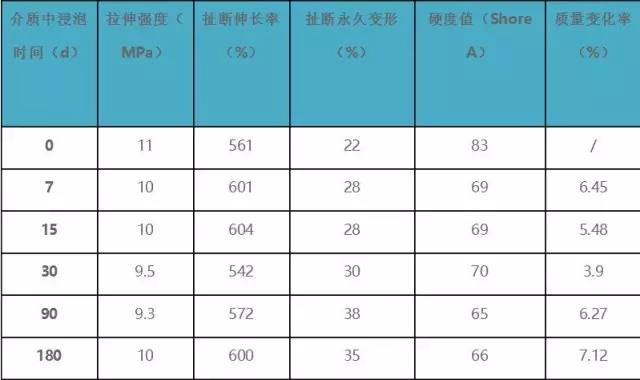 介质中浸泡时间（d） 拉伸强度（MPa） 扯断伸长率（%） 扯断永久变形（%） 硬度值（Shore A） 质量变化率（%）
0 11 561 22 83 /
7 10 601 28 69 6.45
15 10 604 28 69 5.48
30 9.5 542 30 70 3.9
90 9.3 572 38 65 6.27
180 10 600 35 66 7.12